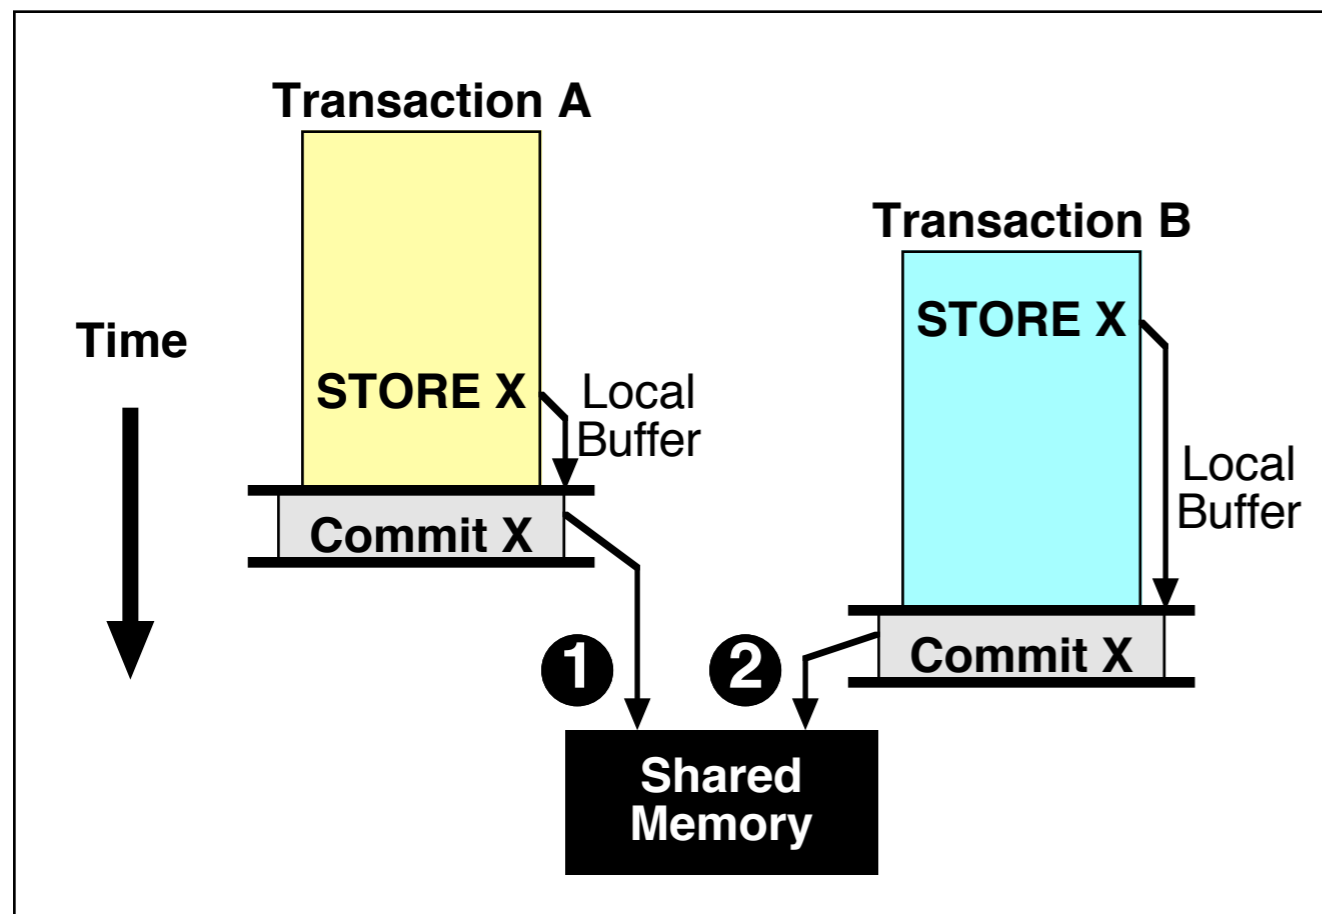 Transaction A
Transaction B
STORE X
Time
STORE X
Local
Buffer
Local
Buffer
Commit X
Commit X
1
2
Shared
Memory